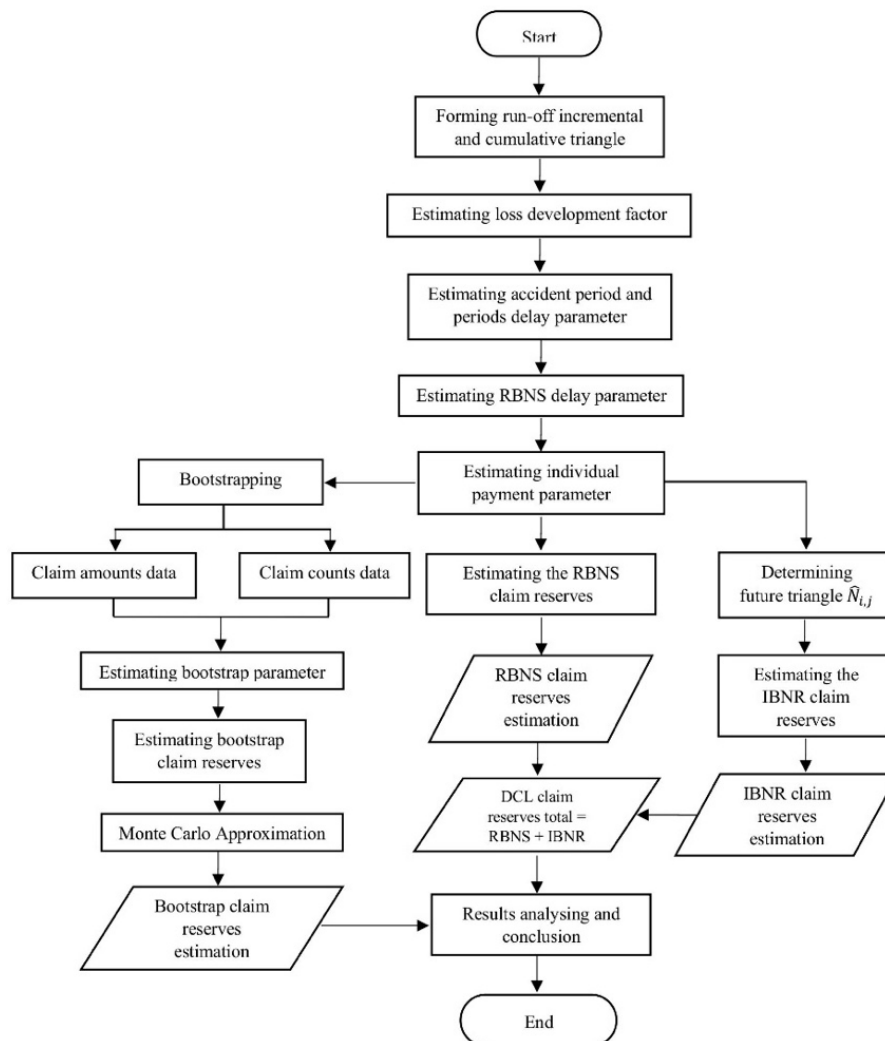 Start
Forming run-off incremental
and cumulative triangle
Estimating loss development factor
Estimating accident period and
periods delay parameter
Estimating RBNS delay parameter
Estimating individual
payment parameter
Bootstrapping
Claim amounts data
Claim counts data
Estimating bootstrap parameter
Estimating bootstrap
claim reserves
Monte Carlo Approximation
Bootstrap claim
reserves
estimation
Estimating the RBNS
claim reserves
RBNS claim
reserves
estimation
DCL claim
reserves total =
RBNS + IBNR
Determining
future triangle N̂i,j
Estimating the
IBNR claim
reserves
IBNR claim
reserves
estimation
Results analysing and
conclusion
End